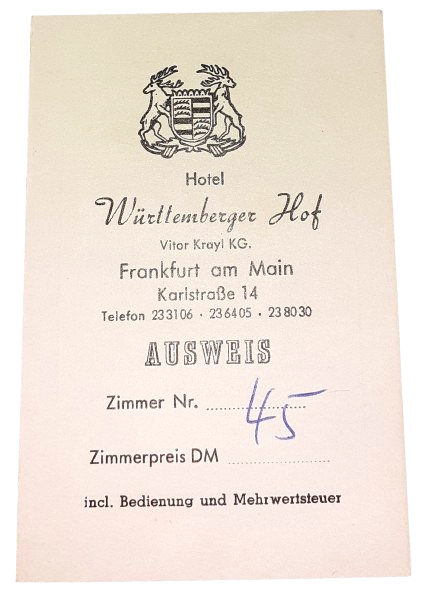 Hotel
Württemberger Hof
Vitor Krayl KG.
Frankfurt am Main
Karlstraße 14
Telefon 233106 · 236405 · 238030
AUSWEIS
Zimmer Nr. .................... 45
Zimmerpreis DM ....................
incl. Bedienung und Mehrwertsteuer